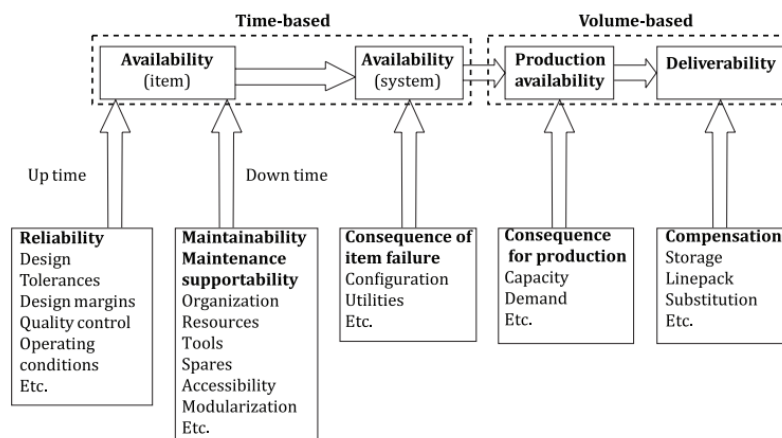 Time-based
Volume-based
Availability
(item)
Availability
(system)
Production
availability
Deliverability
Up time
Down time
Reliability
Design
Tolerances
Design margins
Quality control
Operating
conditions
Etc.
Maintainability
Maintenance
supportability
Organization
Resources
Tools
Spares
Accessibility
Modularization
Etc.
Consequence of
item failure
Configuration
Utilities
Etc.
Consequence
for production
Capacity
Demand
Etc.
Compensation
Storage
Linepack
Substitution
Etc.